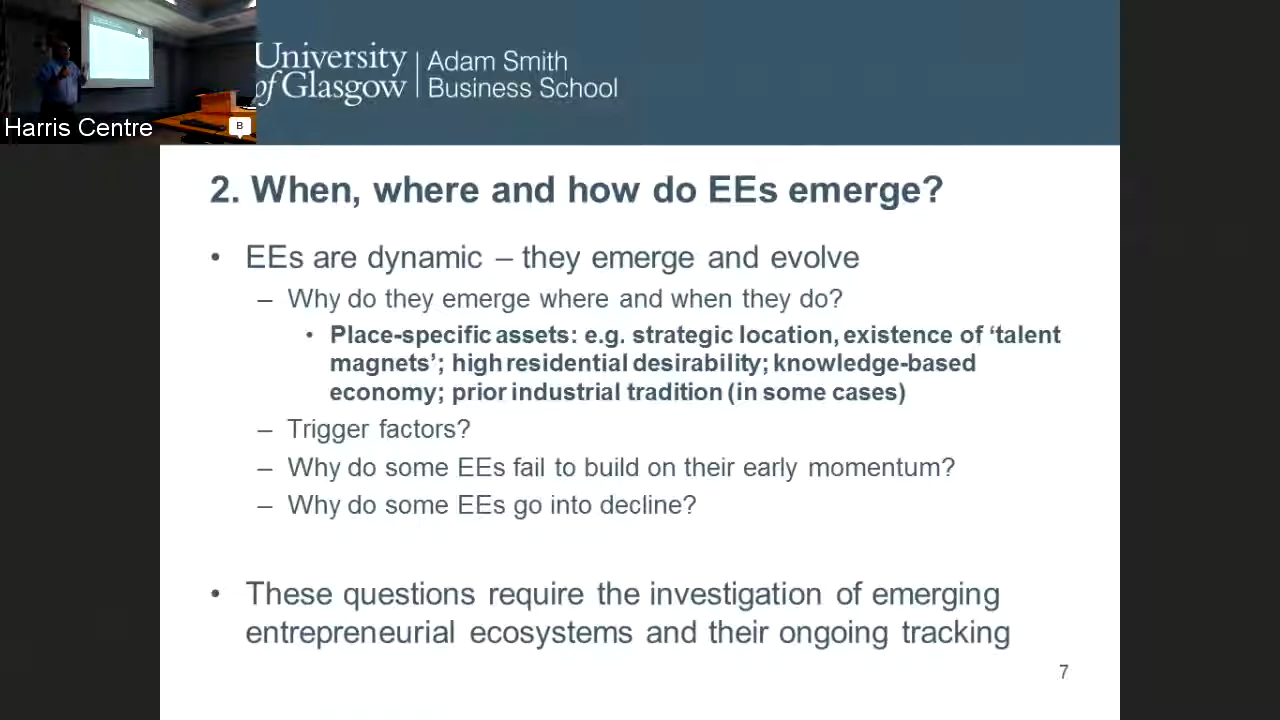 University
of Glasgow
Adam Smith
Business School
Harris Centre
B
2. When, where and how do EEs emerge?
• EEs are dynamic – they emerge and evolve
– Why do they emerge where and when they do?
• Place-specific assets: e.g. strategic location, existence of ‘talent
magnets’; high residential desirability; knowledge-based
economy; prior industrial tradition (in some cases)
– Trigger factors?
– Why do some EEs fail to build on their early momentum?
– Why do some EEs go into decline?
• These questions require the investigation of emerging
entrepreneurial ecosystems and their ongoing tracking
7